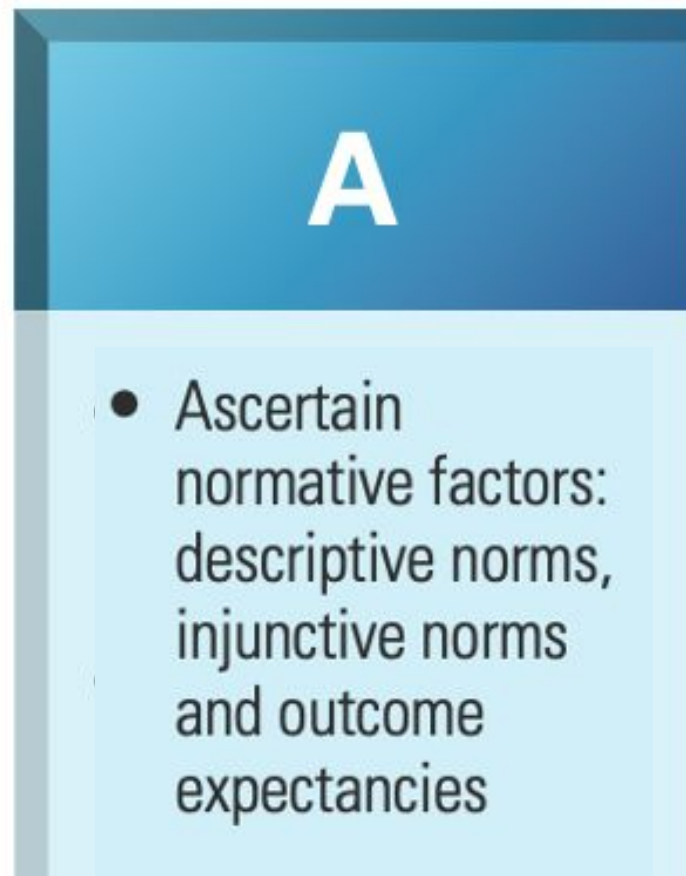 A
• Ascertain
normative factors:
descriptive norms,
injunctive norms
and outcome
expectancies